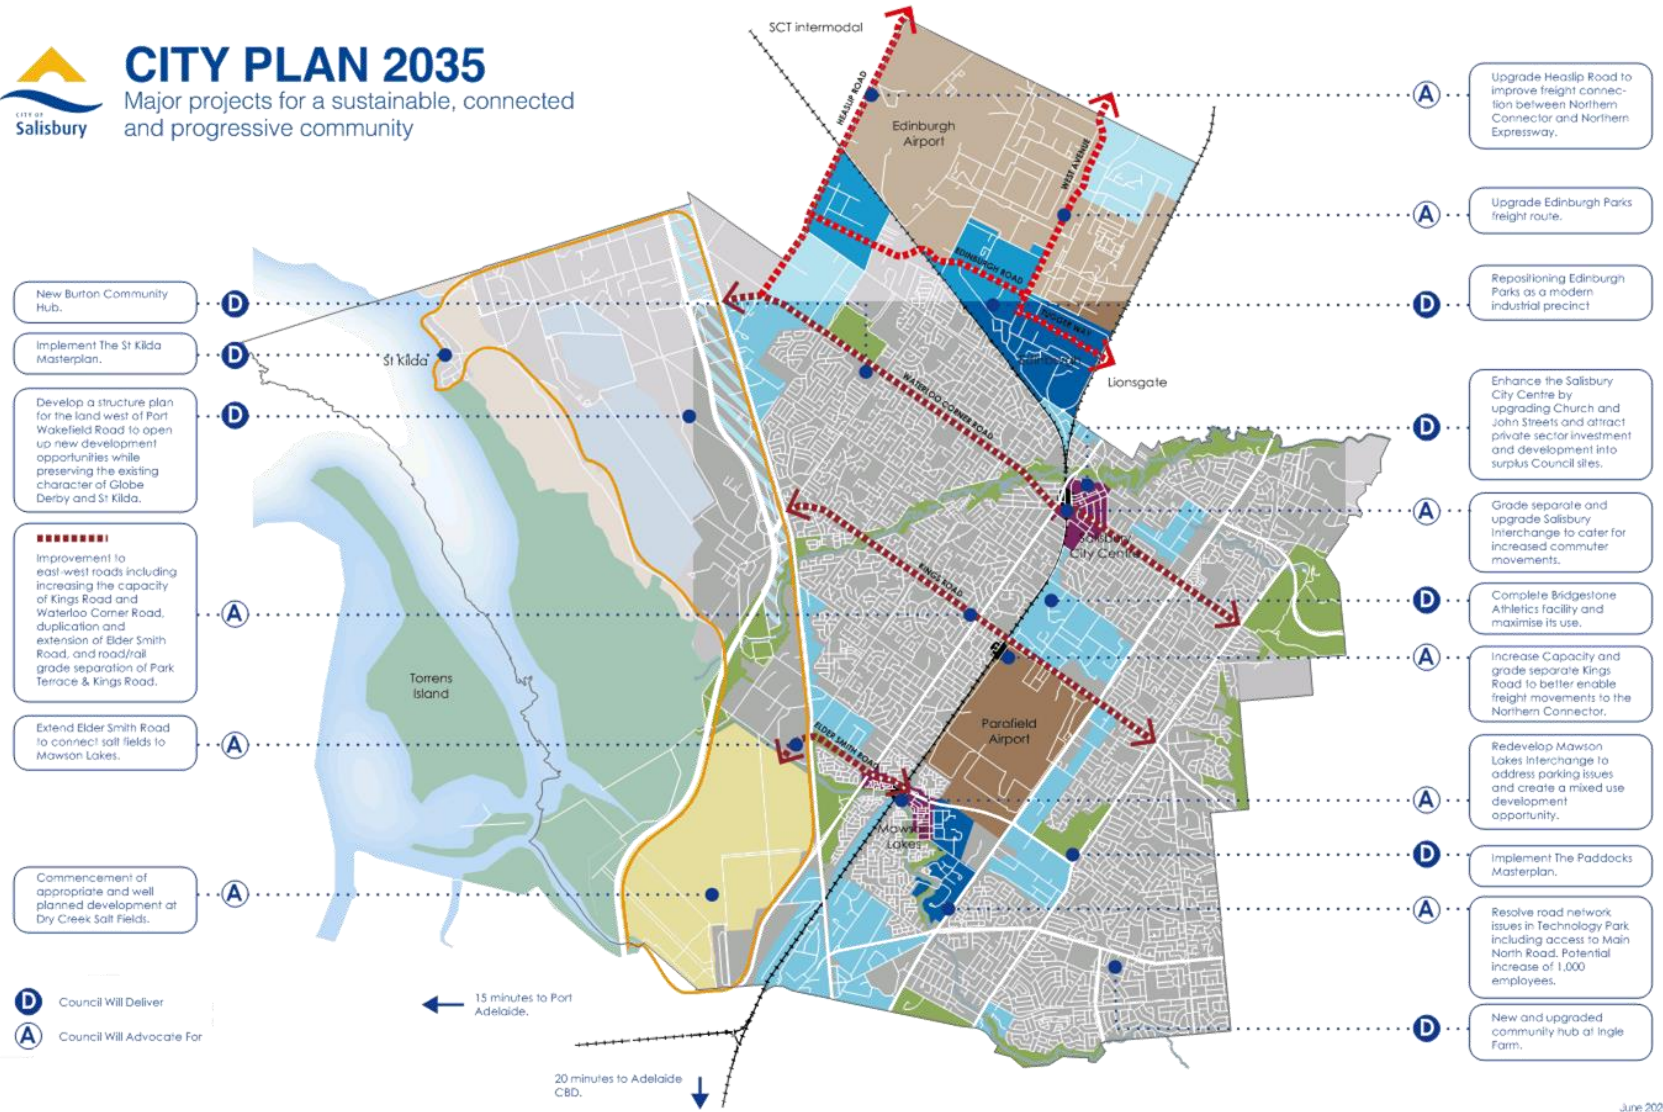 CITY PLAN 2035
Major projects for a sustainable, connected
and progressive community
CITY OF
Salisbury
SCT intermodal
HEASLIP ROAD
Edinburgh
Airport
WEST AVENUE
EDINBURGH ROAD
Lionsgate
St Kilda
WATERLOO CORNER ROAD
Salisbury
City Centre
KINGS ROAD
Torrens
Island
Parafield
Airport
ELDER SMITH ROAD
Mawson
Lakes
New Burton Community
Hub.
D
Implement The St Kilda
Masterplan.
D
Develop a structure plan
for the land west of Port
Wakefield Road to open
up new development
opportunities while
preserving the existing
character of Globe
Derby and St Kilda.
D
Improvement to
east-west roads including
increasing the capacity
of Kings Road and
Waterloo Corner Road,
duplication and
extension of Elder Smith
Road, and road/rail
grade separation of Park
Terrace & Kings Road.
A
Extend Elder Smith Road
to connect salt fields to
Mawson Lakes.
A
Commencement of
appropriate and well
planned development at
Dry Creek Salt Fields.
A
D Council Will Deliver
A Council Will Advocate For
15 minutes to Port
Adelaide.
20 minutes to Adelaide
CBD.
A
Upgrade Heaslip Road to
improve freight connec-
tion between Northern
Connector and Northern
Expressway.
A
Upgrade Edinburgh Parks
freight route.
D
Repositioning Edinburgh
Parks as a modern
industrial precinct
D
Enhance the Salisbury
City Centre by
upgrading Church and
John Streets and attract
private sector investment
and development into
surplus Council sites.
A
Grade separate and
upgrade Salisbury
Interchange to cater for
increased commuter
movements.
D
Complete Bridgestone
Athletics facility and
maximise its use.
A
Increase Capacity and
grade separate Kings
Road to better enable
freight movements to the
Northern Connector.
A
Redevelop Mawson
Lakes Interchange to
address parking issues
and create a mixed use
development
opportunity.
D
Implement The Paddocks
Masterplan.
A
Resolve road network
issues in Technology Park
including access to Main
North Road. Potential
increase of 1,000
employees.
D
New and upgraded
community hub at Ingle
Farm.
June 202